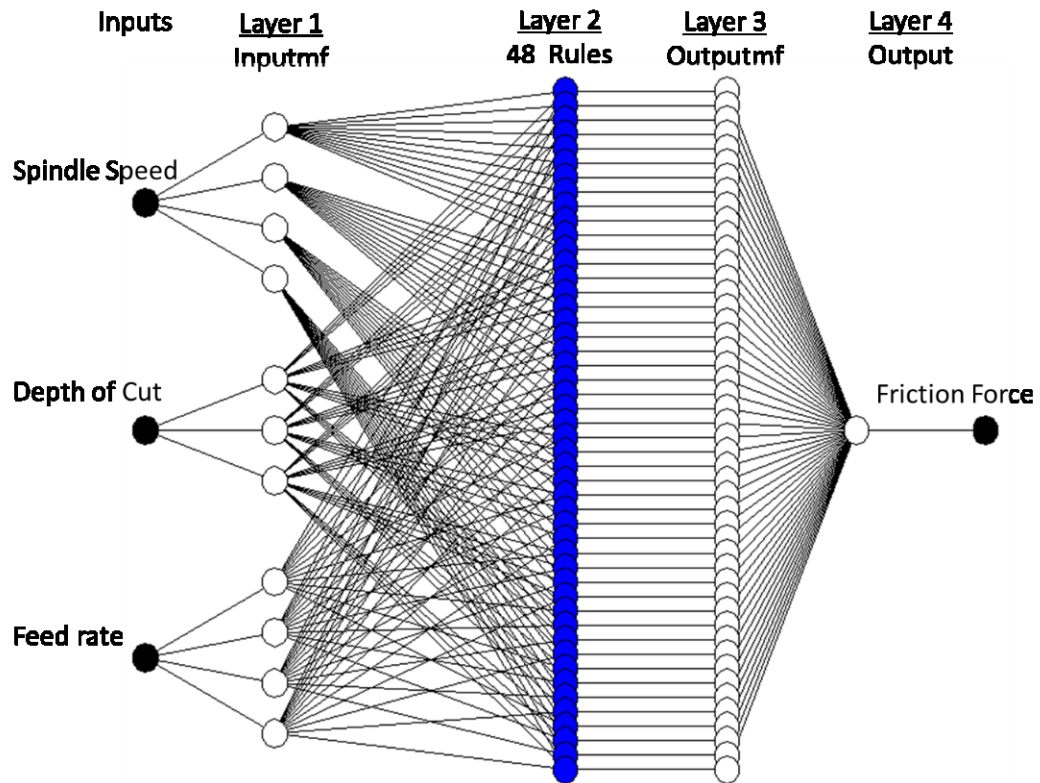 Inputs
Layer 1
Inputmf
Layer 2
48 Rules
Layer 3
Outputmf
Layer 4
Output
Spindle Speed
Depth of Cut
Friction Force
Feed rate